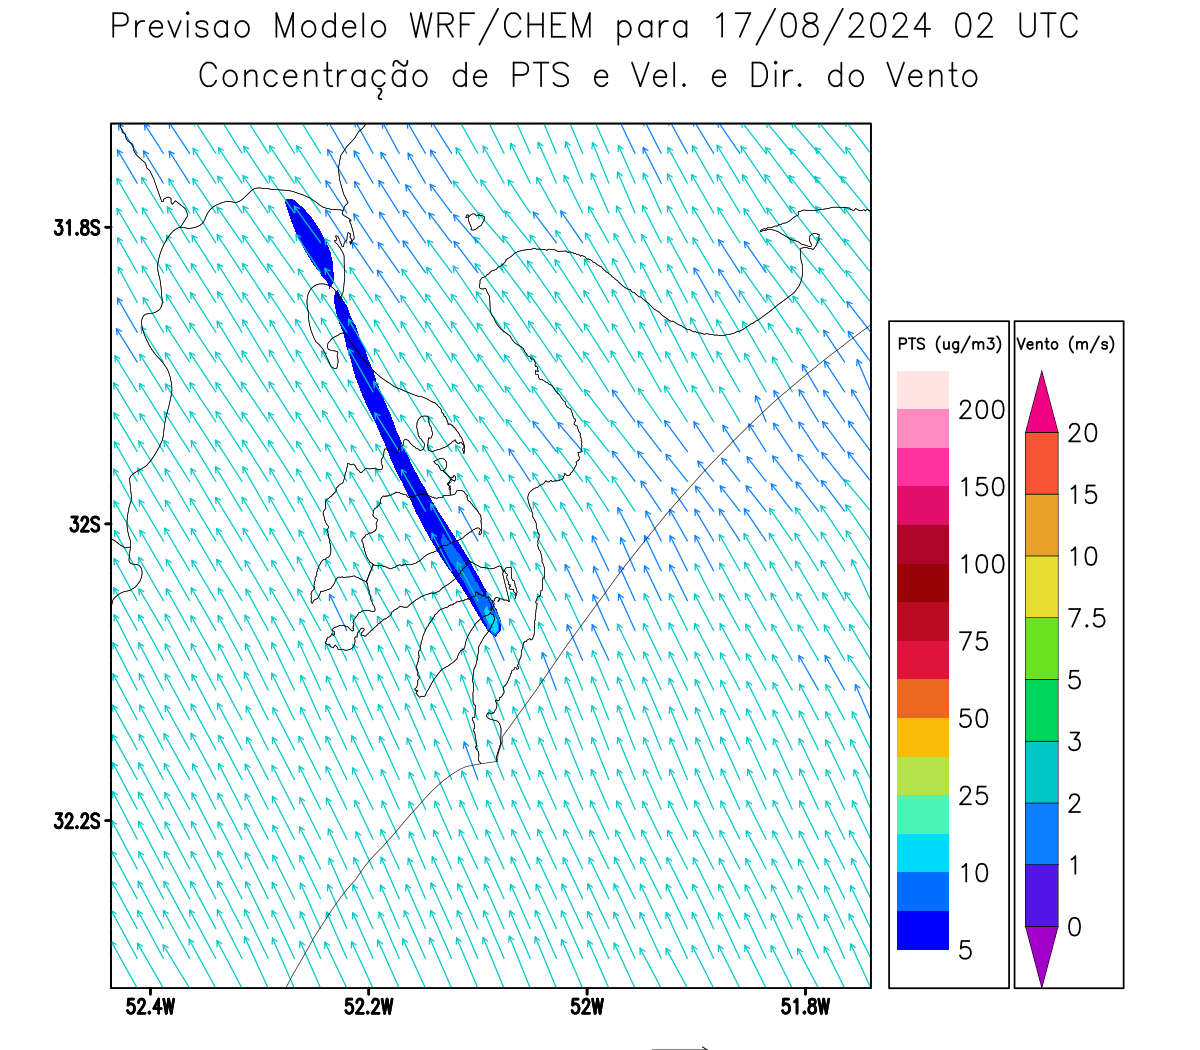 Previsao Modelo WRF/CHEM para 17/08/2024 02 UTC
Concentração de PTS e Vel. e Dir. do Vento
31.8S
32S
32.2S
52.4W 52.2W 52W 51.8W
PTS (ug/m3)
200
150
100
75
50
25
10
5
Vento (m/s)
20
15
10
7.5
5
3
2
1
0